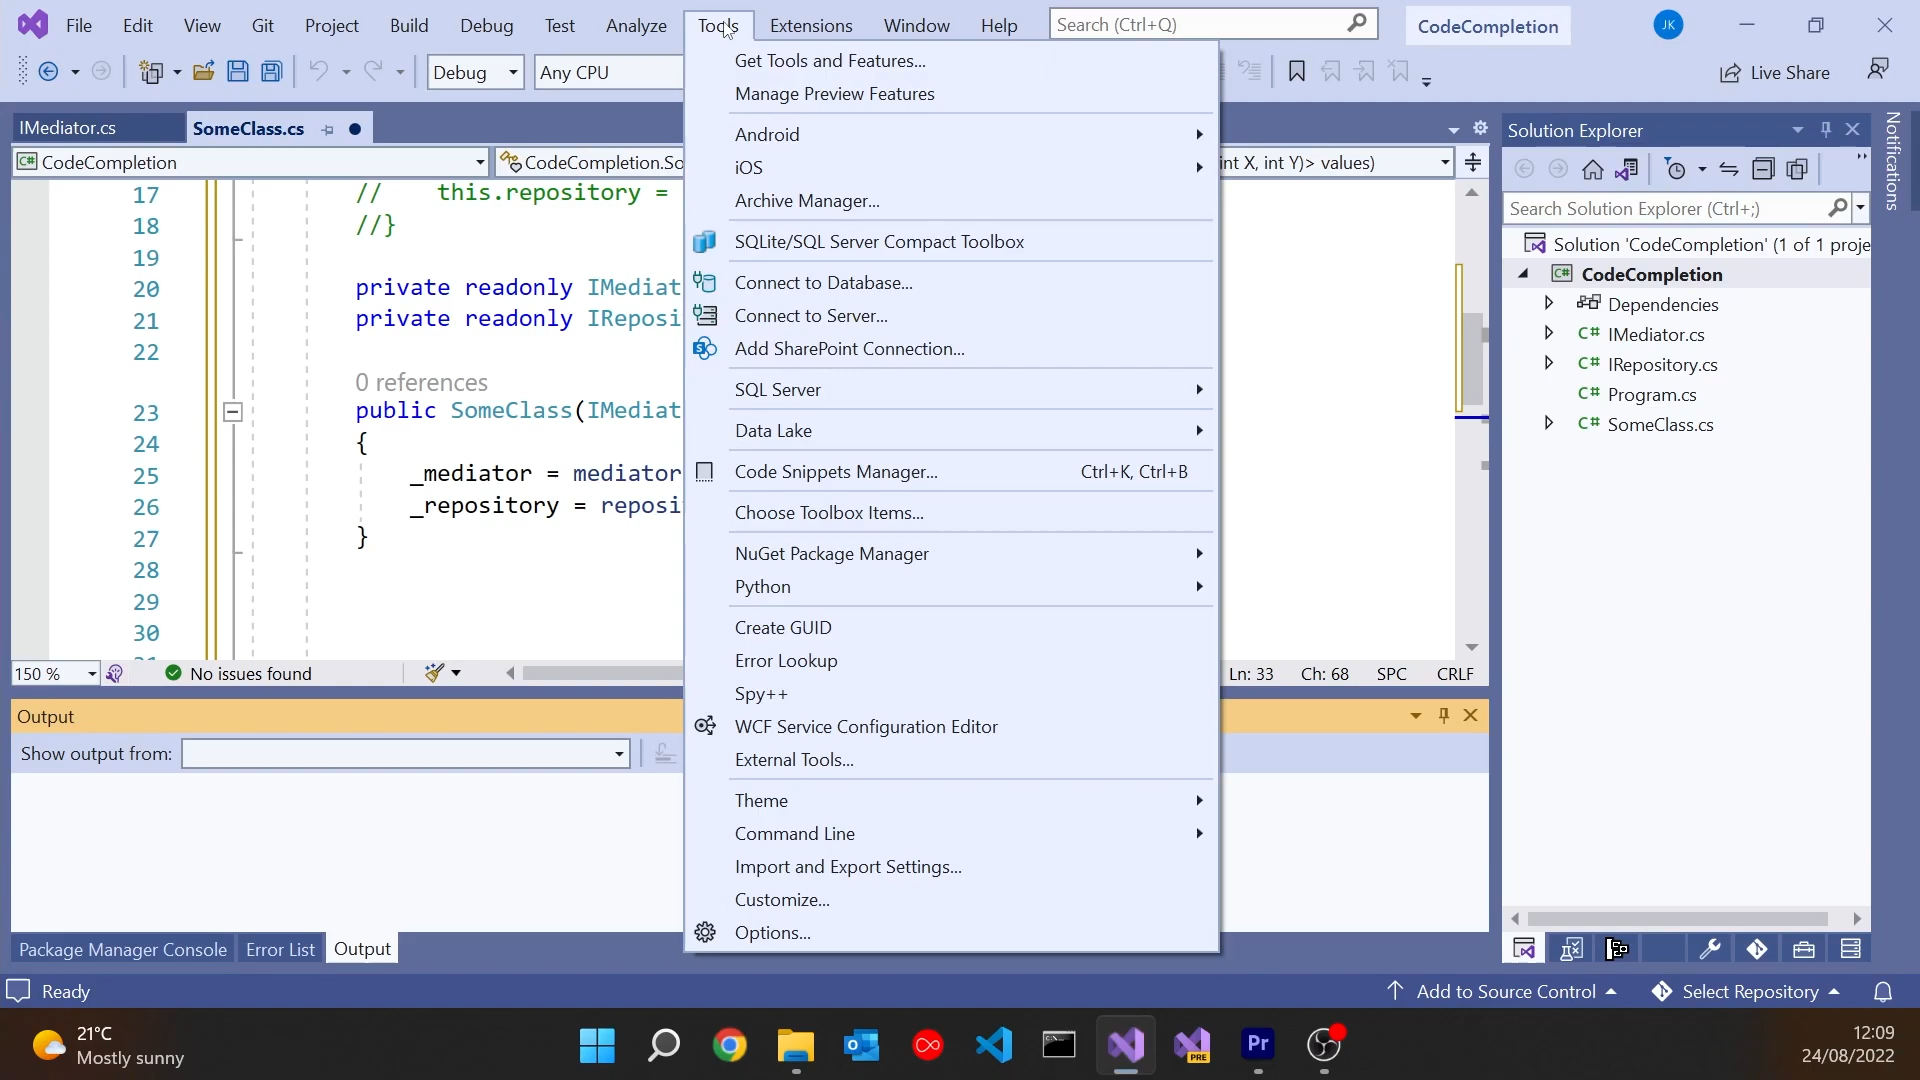 File Edit View Git Project Build Debug Test Analyze Tools Extensions Window Help Search (Ctrl+Q) CodeCompletion JK
Debug Any CPU Live Share
IMediator.cs SomeClass.cs
CodeCompletion CodeCompletion.So int X, int Y)> values)
17 // this.repository =
18 //}
19
20 private readonly IMediat
21 private readonly IReposi
22
0 references
23 public SomeClass(IMediat
24 {
25 _mediator = mediator
26 _repository = reposi
27 }
28
29
30
150 % No issues found Ln: 33 Ch: 68 SPC CRLF
Output
Show output from:
Package Manager Console Error List Output
Get Tools and Features...
Manage Preview Features
Android
iOS
Archive Manager...
SQLite/SQL Server Compact Toolbox
Connect to Database...
Connect to Server...
Add SharePoint Connection...
SQL Server
Data Lake
Code Snippets Manager... Ctrl+K, Ctrl+B
Choose Toolbox Items...
NuGet Package Manager
Python
Create GUID
Error Lookup
Spy++
WCF Service Configuration Editor
External Tools...
Theme
Command Line
Import and Export Settings...
Customize...
Options...
Solution Explorer
Search Solution Explorer (Ctrl+;)
Solution 'CodeCompletion' (1 of 1 proje
CodeCompletion
Dependencies
C# IMediator.cs
C# IRepository.cs
C# Program.cs
C# SomeClass.cs
Notifications
Ready Add to Source Control Select Repository
21°C
Mostly sunny
PRE
Pr
12:09
24/08/2022